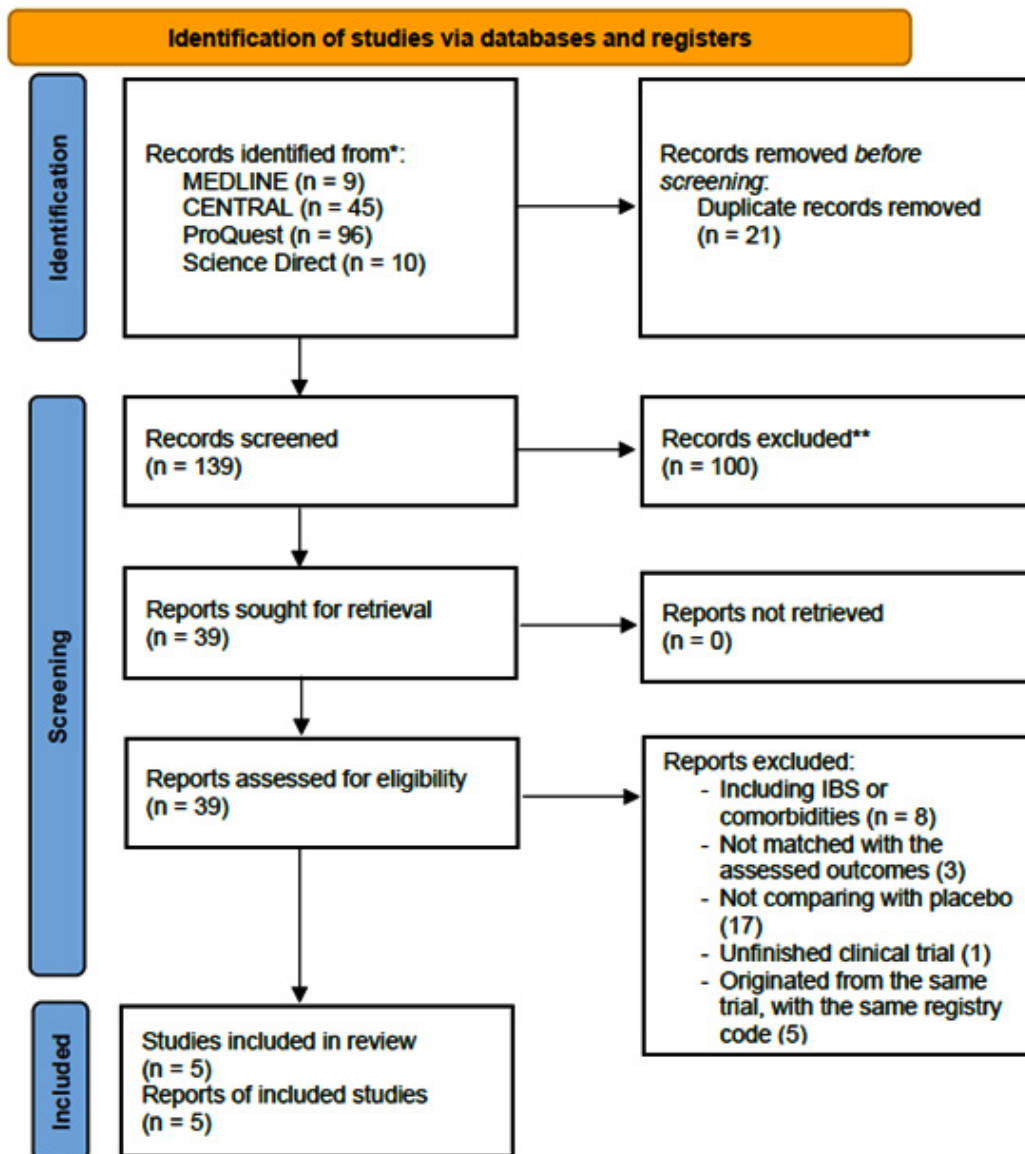 Identification of studies via databases and registers
Identification
Records identified from*:
MEDLINE (n = 9)
CENTRAL (n = 45)
ProQuest (n = 96)
Science Direct (n = 10)
Records removed before
screening:
Duplicate records removed
(n = 21)
Screening
Records screened
(n = 139)
Records excluded**
(n = 100)
Reports sought for retrieval
(n = 39)
Reports not retrieved
(n = 0)
Reports assessed for eligibility
(n = 39)
Reports excluded:
- Including IBS or
comorbidities (n = 8)
- Not matched with the
assessed outcomes (3)
- Not comparing with placebo
(17)
- Unfinished clinical trial (1)
- Originated from the same
trial, with the same registry
code (5)
Included
Studies included in review
(n = 5)
Reports of included studies
(n = 5)